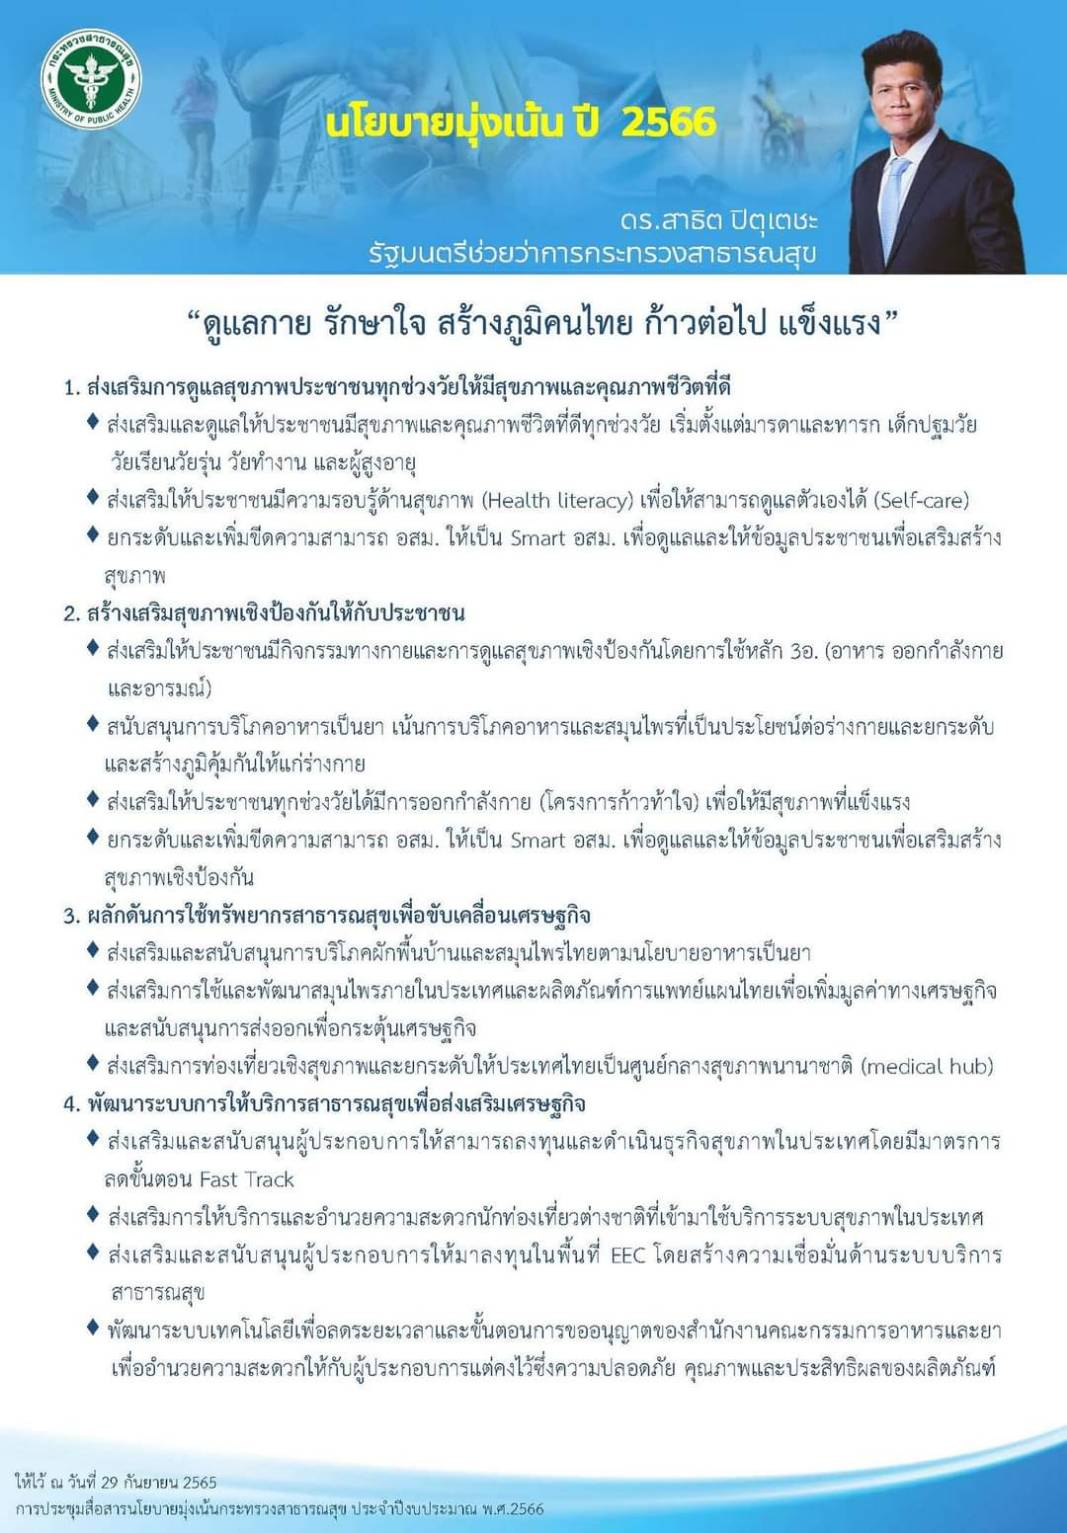 กระทรวงสาธารณสุข
MINISTRY OF PUBLIC HEALTH
นโยบายมุ่งเน้น ปี 2566
ดร.สาธิต ปิตุเตชะ
รัฐมนตรีช่วยว่าการกระทรวงสาธารณสุข
“ดูแลกาย รักษาใจ สร้างภูมิคนไทย ก้าวต่อไป แข็งแรง”
1. ส่งเสริมการดูแลสุขภาพประชาชนทุกช่วงวัยให้มีสุขภาพและคุณภาพชีวิตที่ดี
♦ ส่งเสริมและดูแลให้ประชาชนมีสุขภาพและคุณภาพชีวิตที่ดีทุกช่วงวัย เริ่มตั้งแต่มารดาและทารก เด็กปฐมวัย
วัยเรียนวัยรุ่น วัยทำงาน และผู้สูงอายุ
♦ ส่งเสริมให้ประชาชนมีความรอบรู้ด้านสุขภาพ (Health literacy) เพื่อให้สามารถดูแลตัวเองได้ (Self-care)
♦ ยกระดับและเพิ่มขีดความสามารถ อสม. ให้เป็น Smart อสม. เพื่อดูแลและให้ข้อมูลประชาชนเพื่อเสริมสร้าง
สุขภาพ
2. สร้างเสริมสุขภาพเชิงป้องกันให้กับประชาชน
♦ ส่งเสริมให้ประชาชนมีกิจกรรมทางกายและการดูแลสุขภาพเชิงป้องกันโดยการใช้หลัก 3อ. (อาหาร ออกกำลังกาย
และอารมณ์)
♦ สนับสนุนการบริโภคอาหารเป็นยา เน้นการบริโภคอาหารและสมุนไพรที่เป็นประโยชน์ต่อร่างกายและยกระดับ
และสร้างภูมิคุ้มกันให้แก่ร่างกาย
♦ ส่งเสริมให้ประชาชนทุกช่วงวัยได้มีการออกกำลังกาย (โครงการก้าวท้าใจ) เพื่อให้มีสุขภาพที่แข็งแรง
♦ ยกระดับและเพิ่มขีดความสามารถ อสม. ให้เป็น Smart อสม. เพื่อดูแลและให้ข้อมูลประชาชนเพื่อเสริมสร้าง
สุขภาพเชิงป้องกัน
3. ผลักดันการใช้ทรัพยากรสาธารณสุขเพื่อขับเคลื่อนเศรษฐกิจ
♦ ส่งเสริมและสนับสนุนการบริโภคผักพื้นบ้านและสมุนไพรไทยตามนโยบายอาหารเป็นยา
♦ ส่งเสริมการใช้และพัฒนาสมุนไพรภายในประเทศและผลิตภัณฑ์การแพทย์แผนไทยเพื่อเพิ่มมูลค่าทางเศรษฐกิจ
และสนับสนุนการส่งออกเพื่อกระตุ้นเศรษฐกิจ
♦ ส่งเสริมการท่องเที่ยวเชิงสุขภาพและยกระดับให้ประเทศไทยเป็นศูนย์กลางสุขภาพนานาชาติ (medical hub)
4. พัฒนาระบบการให้บริการสาธารณสุขเพื่อส่งเสริมเศรษฐกิจ
♦ ส่งเสริมและสนับสนุนผู้ประกอบการให้สามารถลงทุนและดำเนินธุรกิจสุขภาพในประเทศโดยมีมาตรการ
ลดขั้นตอน Fast Track
♦ ส่งเสริมการให้บริการและอำนวยความสะดวกนักท่องเที่ยวต่างชาติที่เข้ามาใช้บริการระบบสุขภาพในประเทศ
♦ ส่งเสริมและสนับสนุนผู้ประกอบการให้มาลงทุนในพื้นที่ EEC โดยสร้างความเชื่อมั่นด้านระบบบริการ
สาธารณสุข
♦ พัฒนาระบบเทคโนโลยีเพื่อลดระยะเวลาและขั้นตอนการขออนุญาตของสำนักงานคณะกรรมการอาหารและยา
เพื่ออำนวยความสะดวกให้กับผู้ประกอบการแต่คงไว้ซึ่งความปลอดภัย คุณภาพและประสิทธิผลของผลิตภัณฑ์
ให้ไว้ ณ วันที่ 29 กันยายน 2565
การประชุมสื่อสารนโยบายมุ่งเน้นกระทรวงสาธารณสุข ประจำปีงบประมาณ พ.ศ.2566